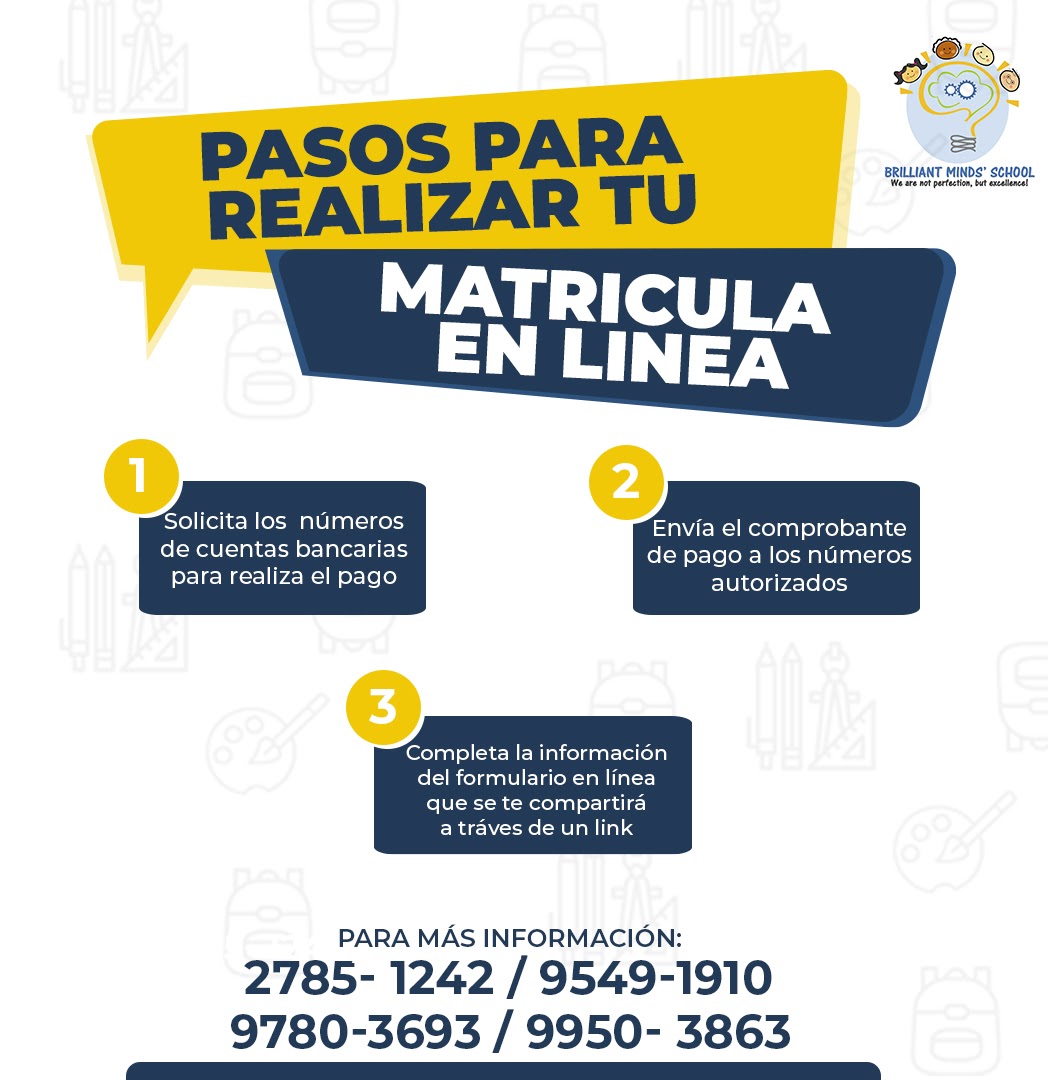 PASOS PARA
REALIZAR TU
MATRICULA
EN LINEA
BRILLIANT MINDS' SCHOOL
We are not perfection, but excellence!
1
Solicita los números
de cuentas bancarias
para realiza el pago
2
Envía el comprobante
de pago a los números
autorizados
3
Completa la información
del formulario en línea
que se te compartirá
a tráves de un link
PARA MÁS INFORMACIÓN:
2785- 1242 / 9549-1910
9780-3693 / 9950- 3863